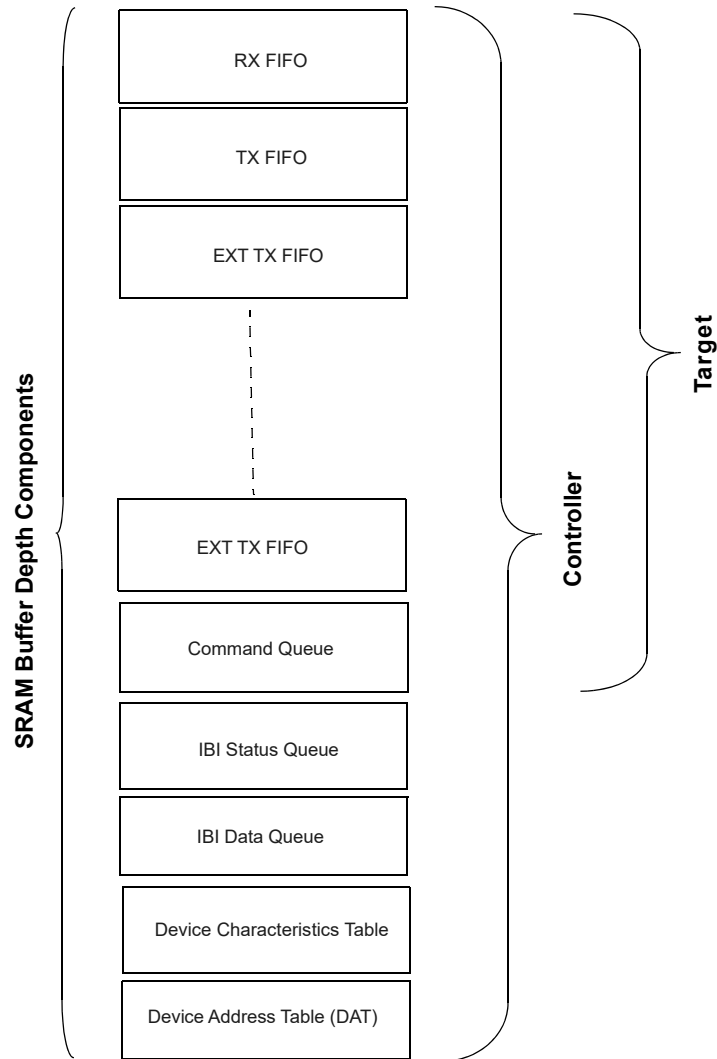 RX FIFO
TX FIFO
EXT TX FIFO
EXT TX FIFO
Command Queue
IBI Status Queue
IBI Data Queue
Device Characteristics Table
Device Address Table (DAT)
SRAM Buffer Depth Components
Controller
Target